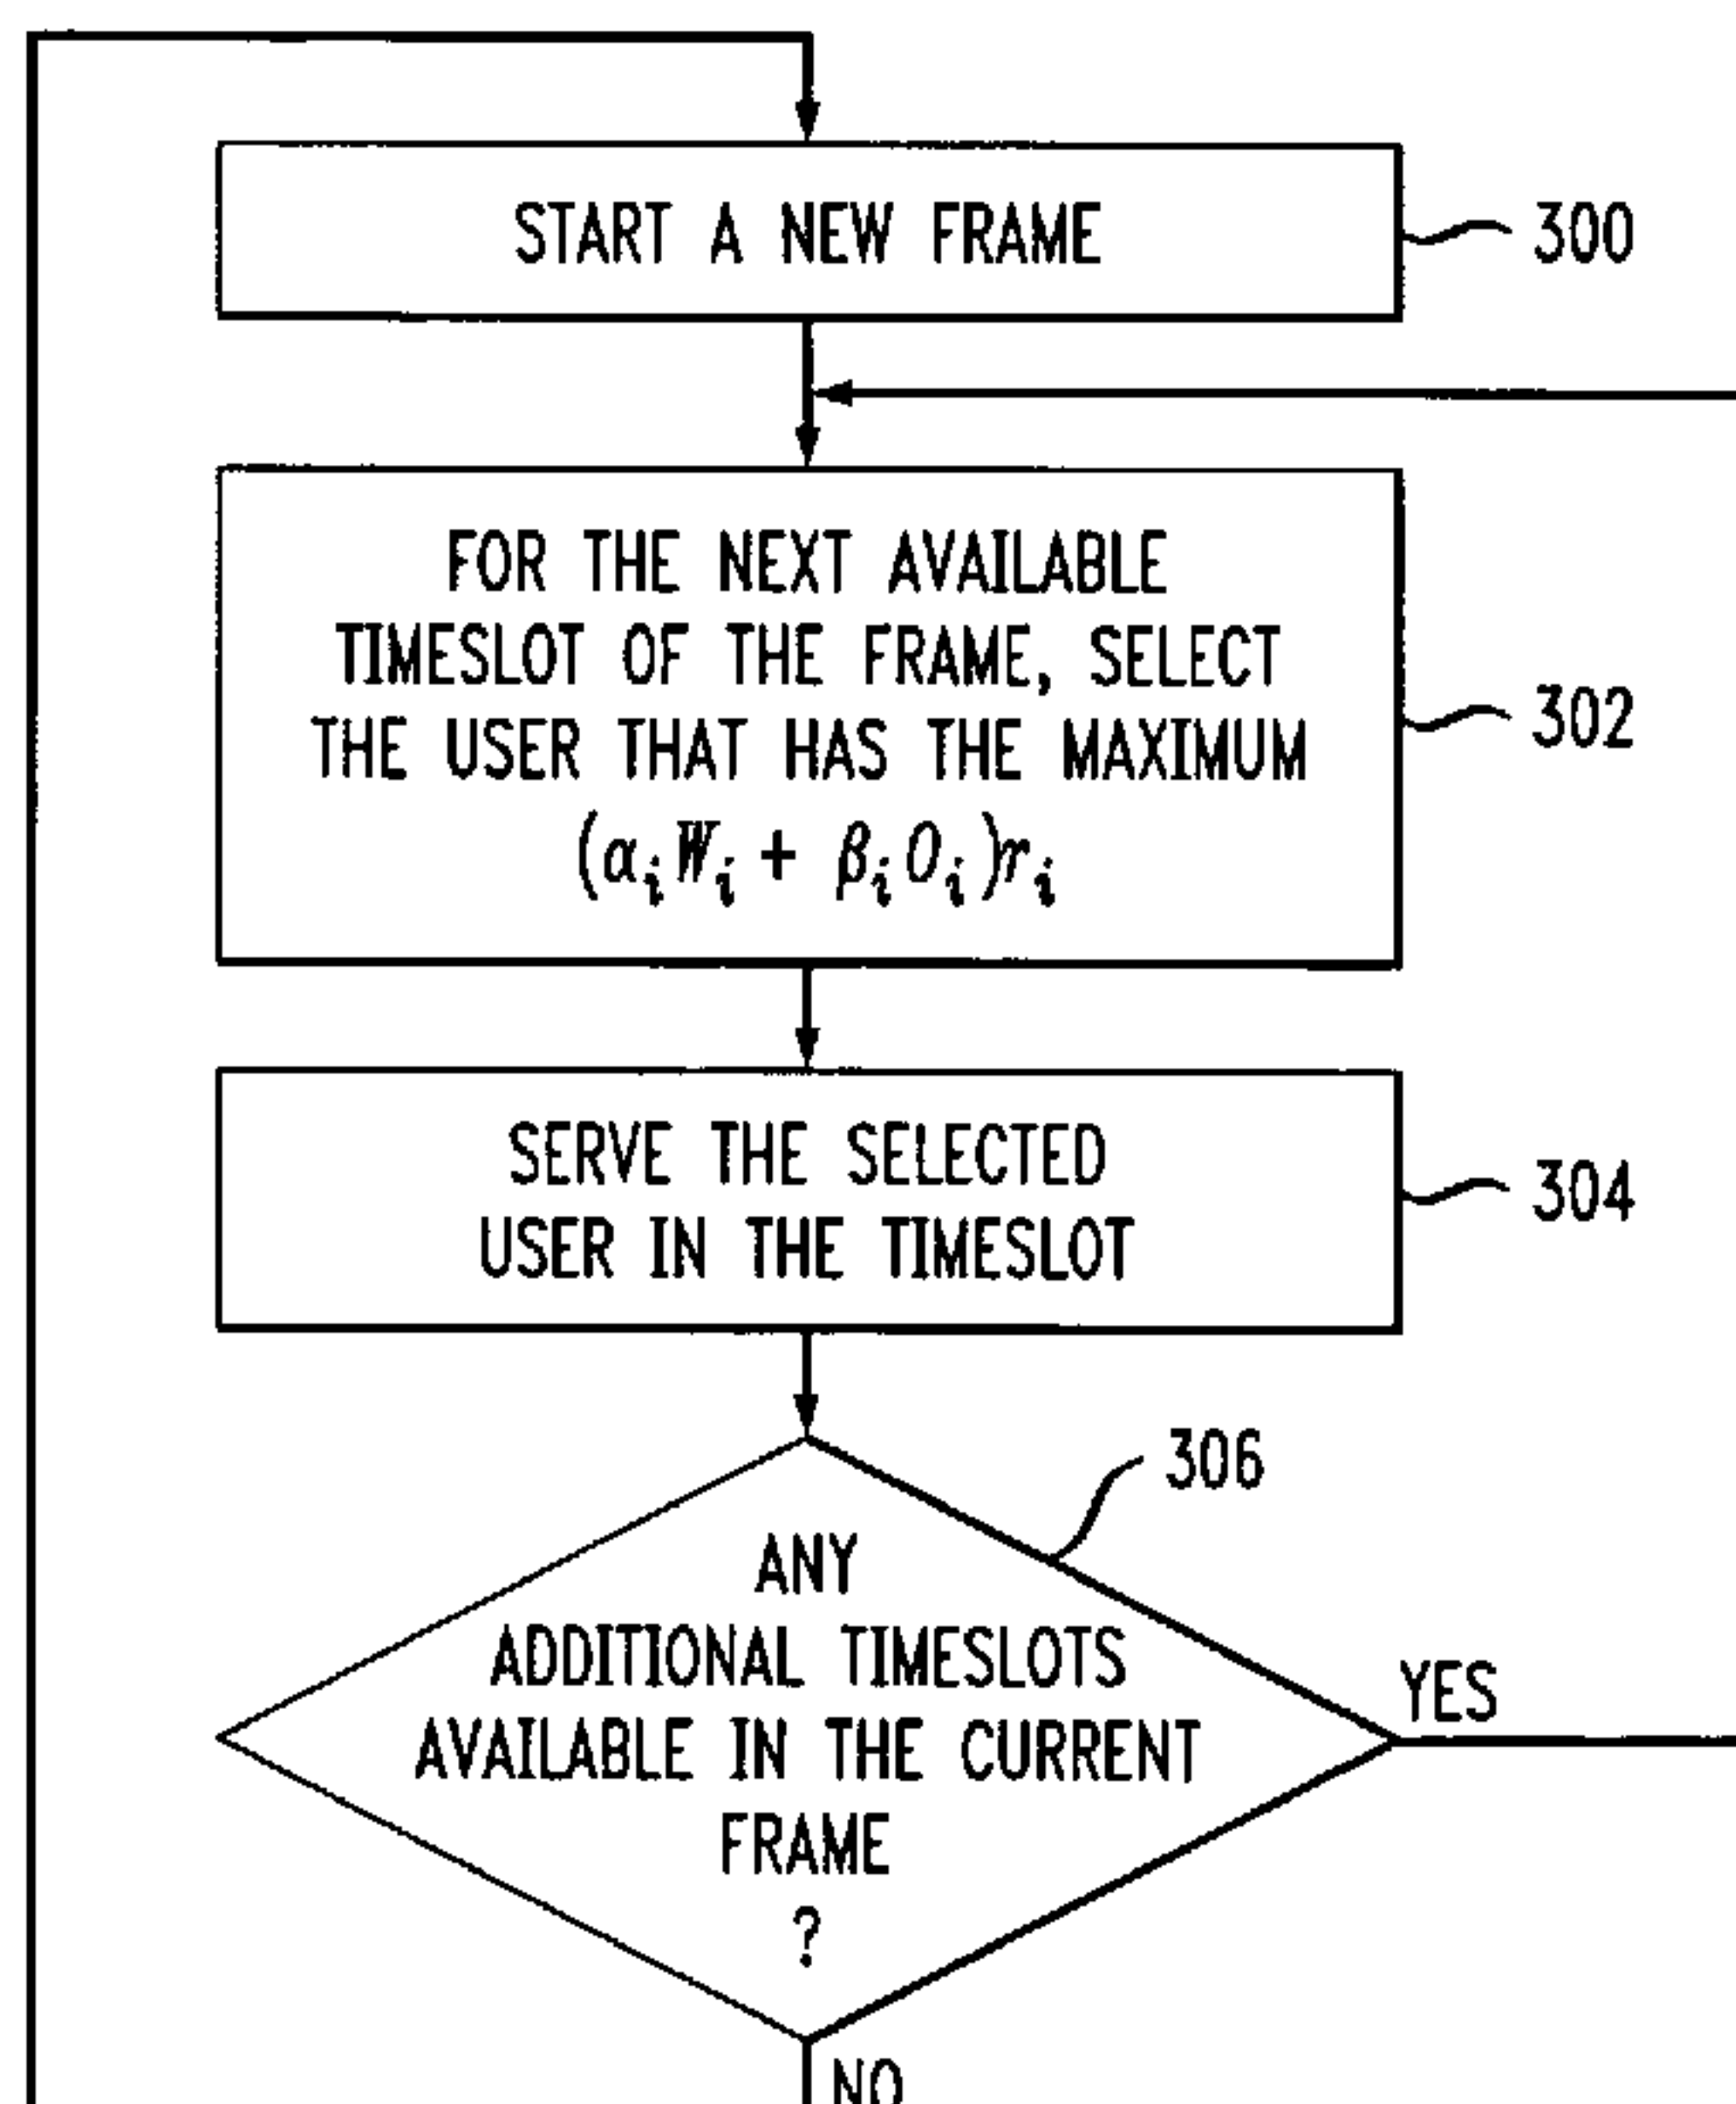 START A NEW FRAME
300
FOR THE NEXT AVAILABLE
TIMESLOT OF THE FRAME, SELECT
THE USER THAT HAS THE MAXIMUM
(αᵢWᵢ + βᵢOᵢ)rᵢ
302
SERVE THE SELECTED
USER IN THE TIMESLOT
304
306
ANY
ADDITIONAL TIMESLOTS
AVAILABLE IN THE CURRENT
FRAME
?
YES
NO